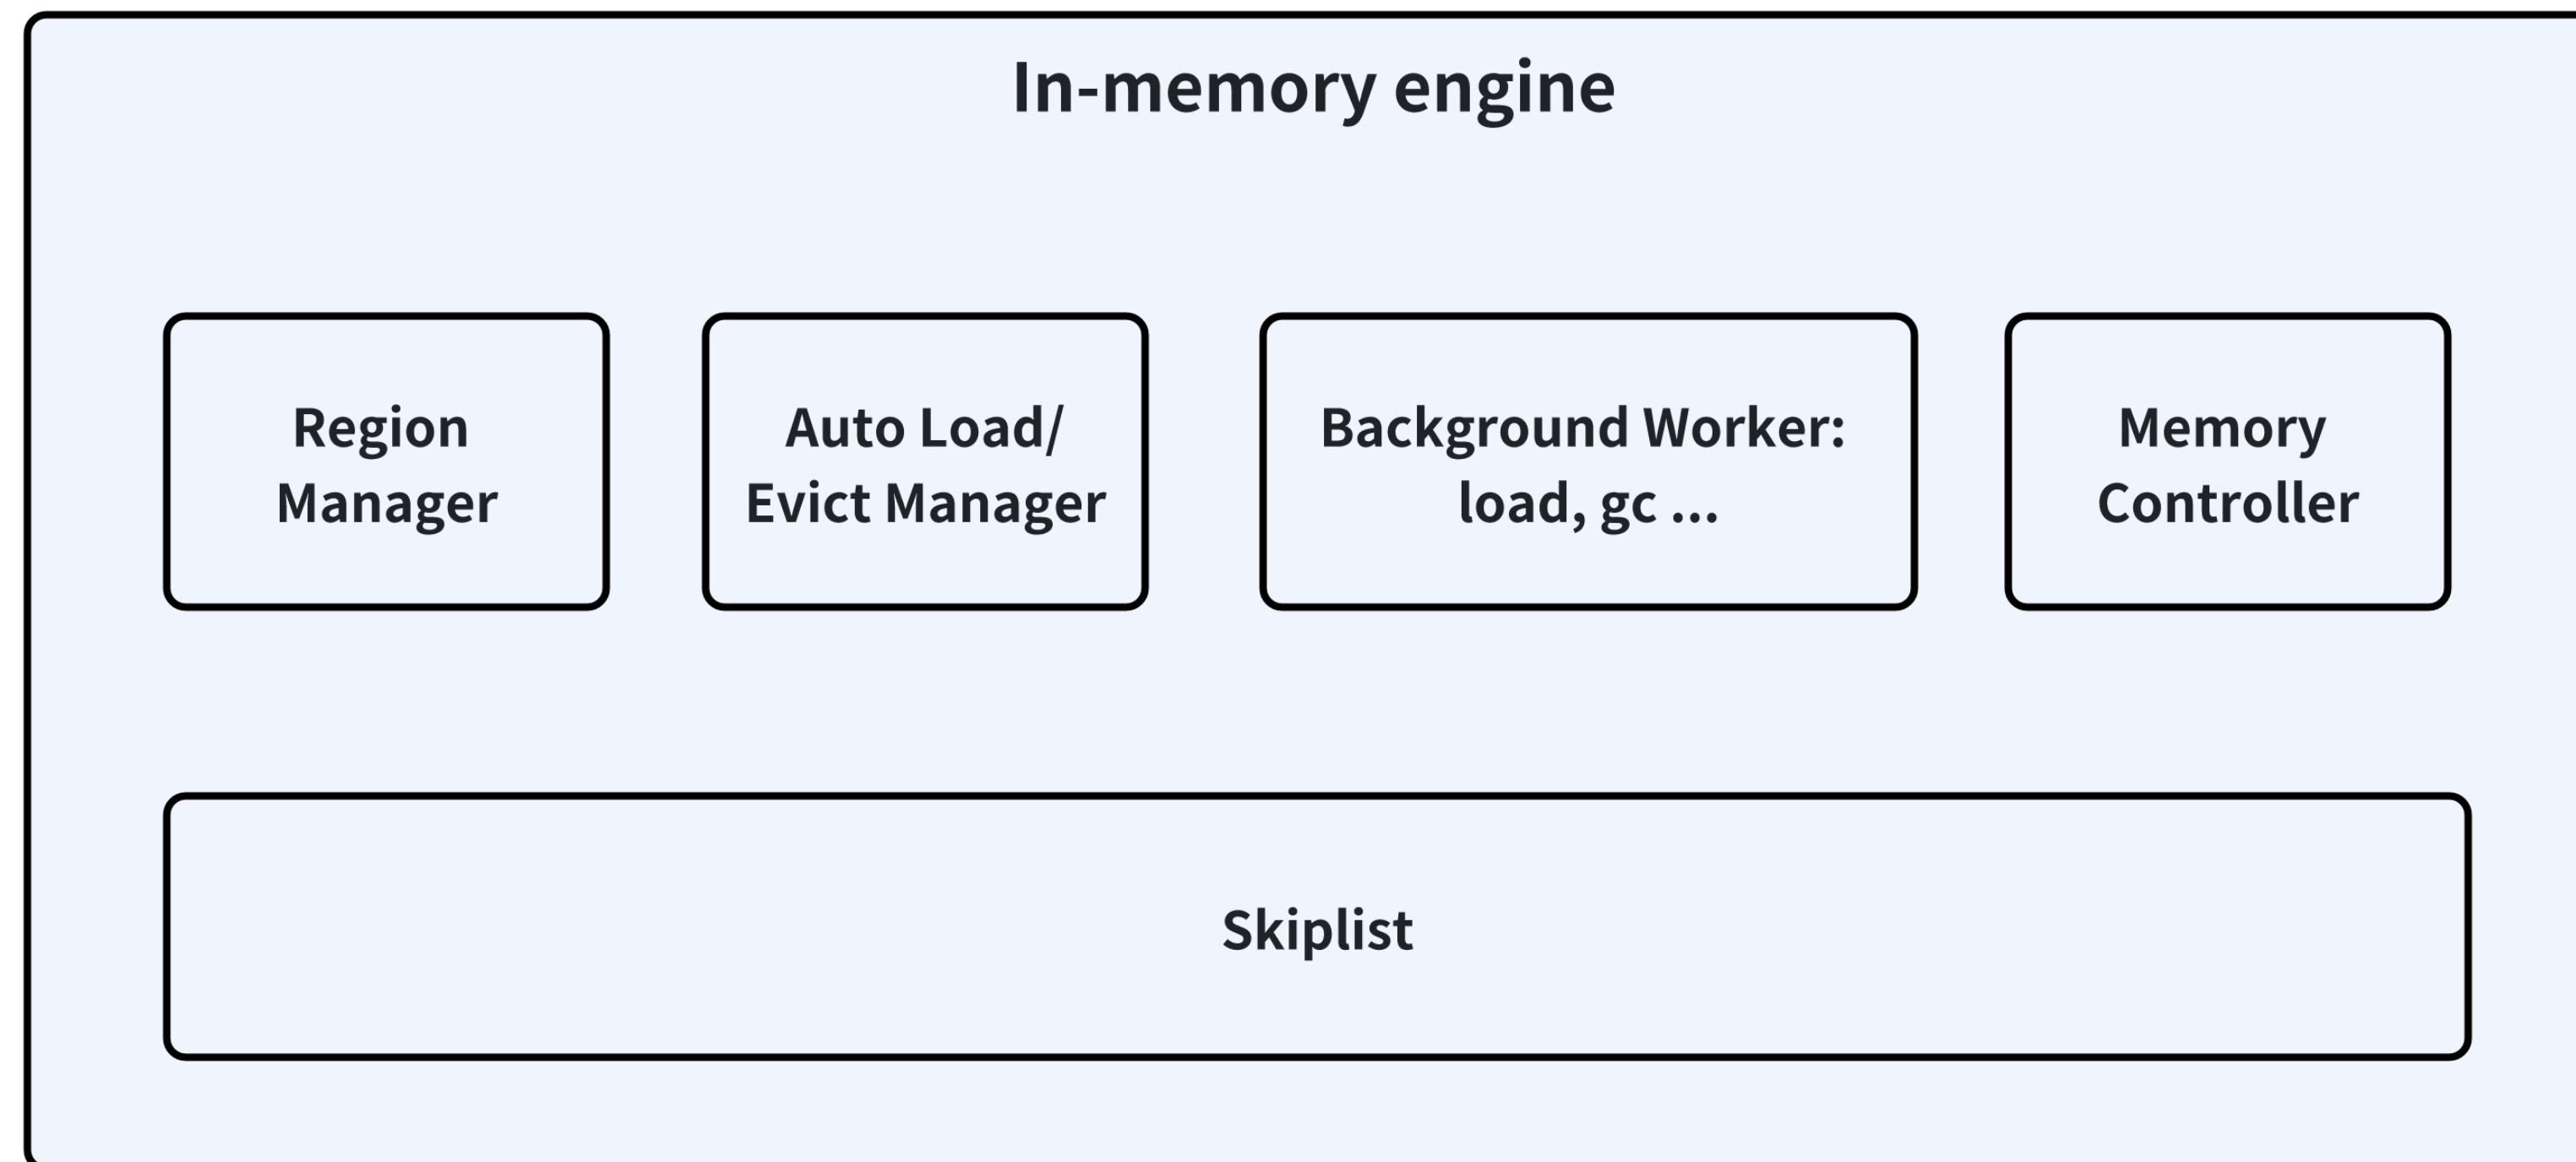 In-memory engine
Region
Manager
Auto Load/
Evict Manager
Background Worker:
load, gc ...
Memory
Controller
Skiplist